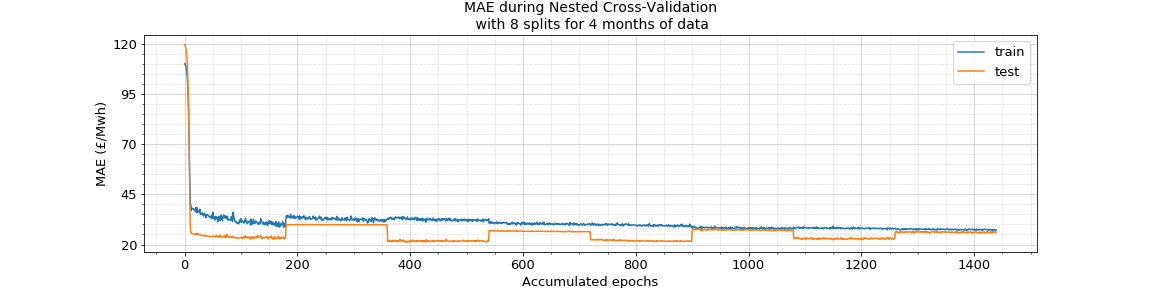 MAE during Nested Cross-Validation
with 8 splits for 4 months of data
120
95
70
45
20
MAE (£/Mwh)
train
test
0 200 400 600 800 1000 1200 1400
Accumulated epochs